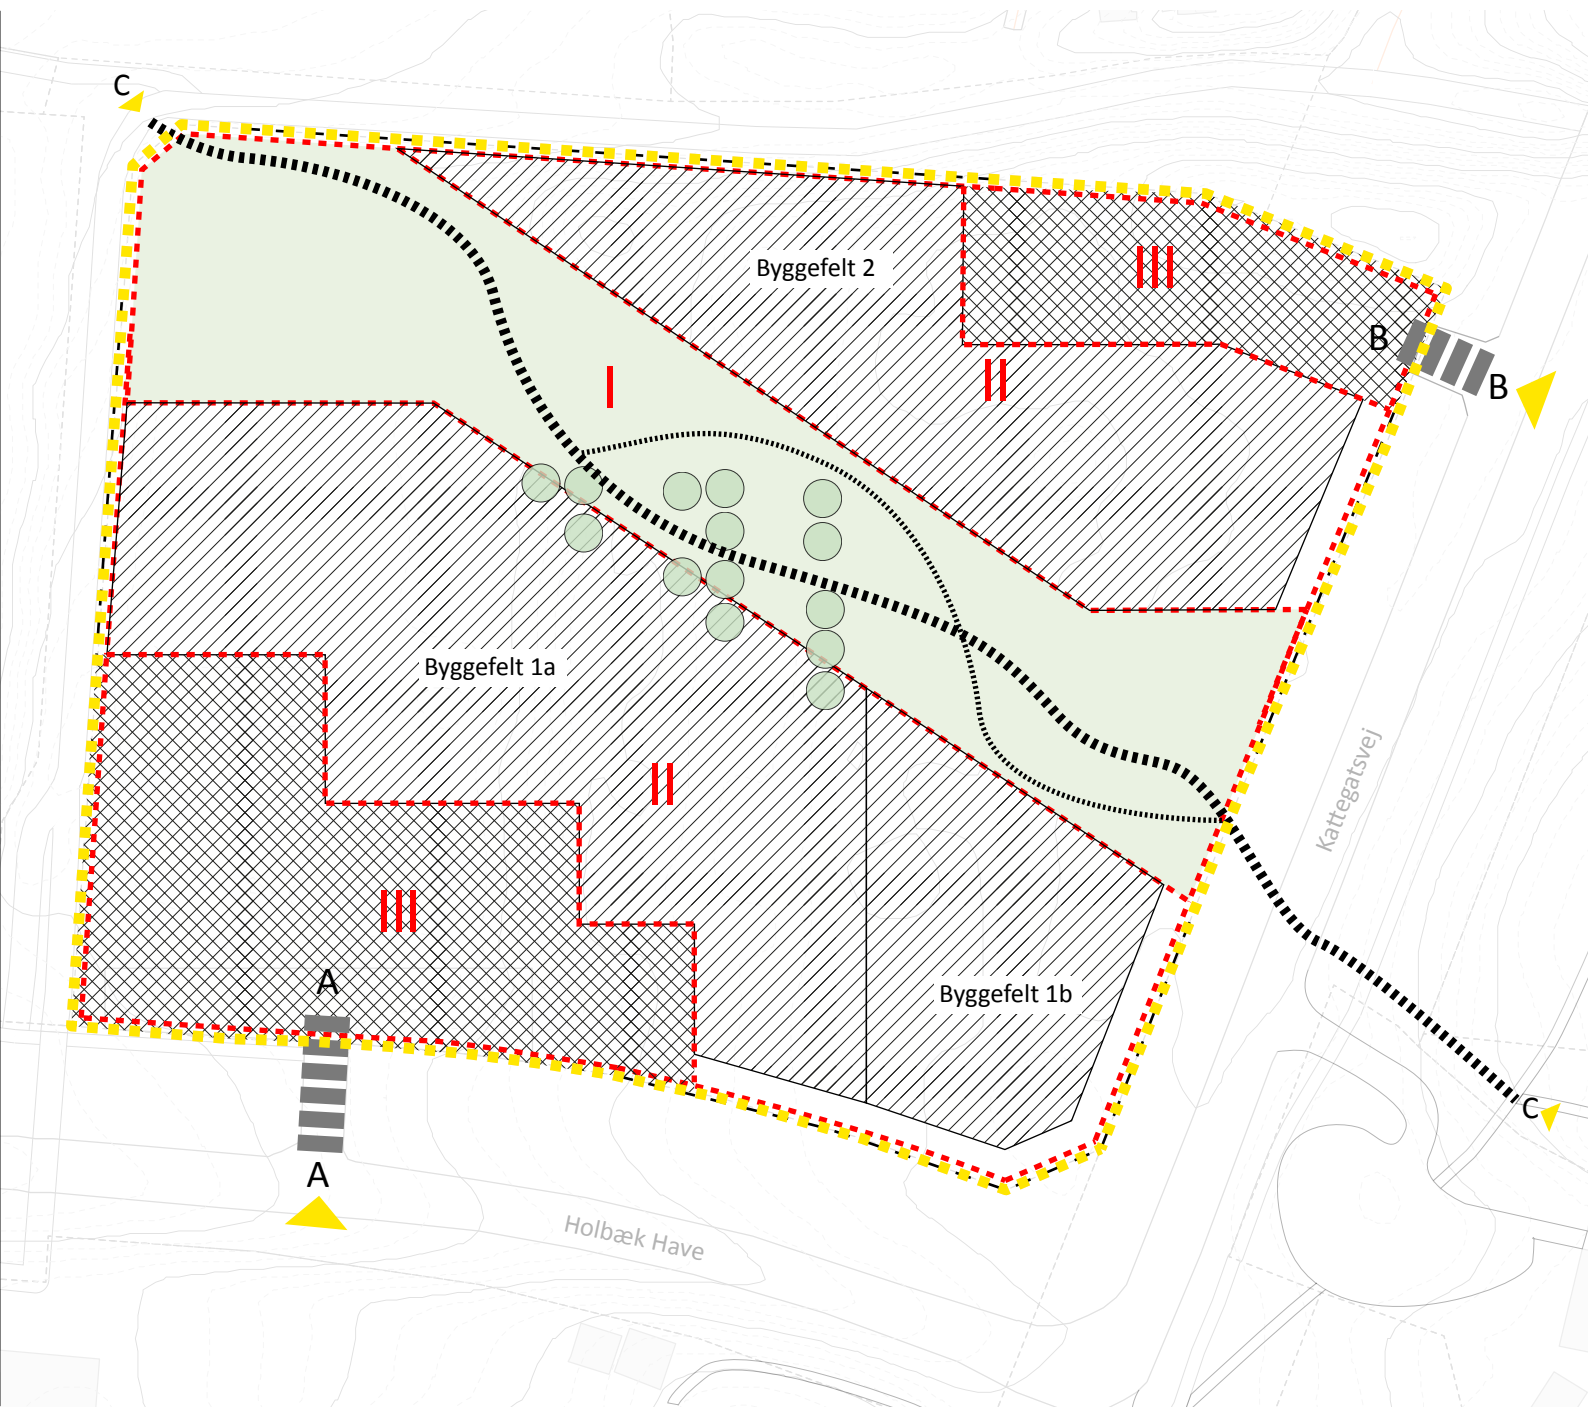 C
Byggefelt 2
III
B
B
II
I
Byggefelt 1a
II
Kattegatsvej
III
A
Byggefelt 1b
C
A
Holbæk Have